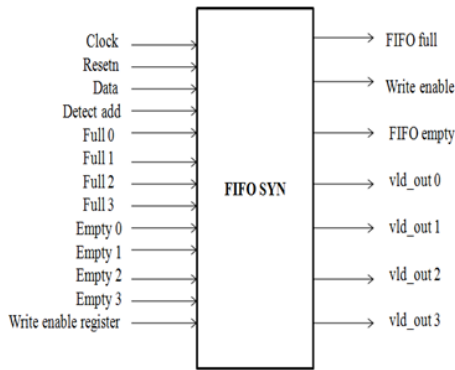 Clock
Resetn
Data
Detect add
Full 0
Full 1
Full 2
Full 3
Empty 0
Empty 1
Empty 2
Empty 3
Write enable register
FIFO SYN
FIFO full
Write enable
FIFO empty
vld_out 0
vld_out 1
vld_out 2
vld_out 3